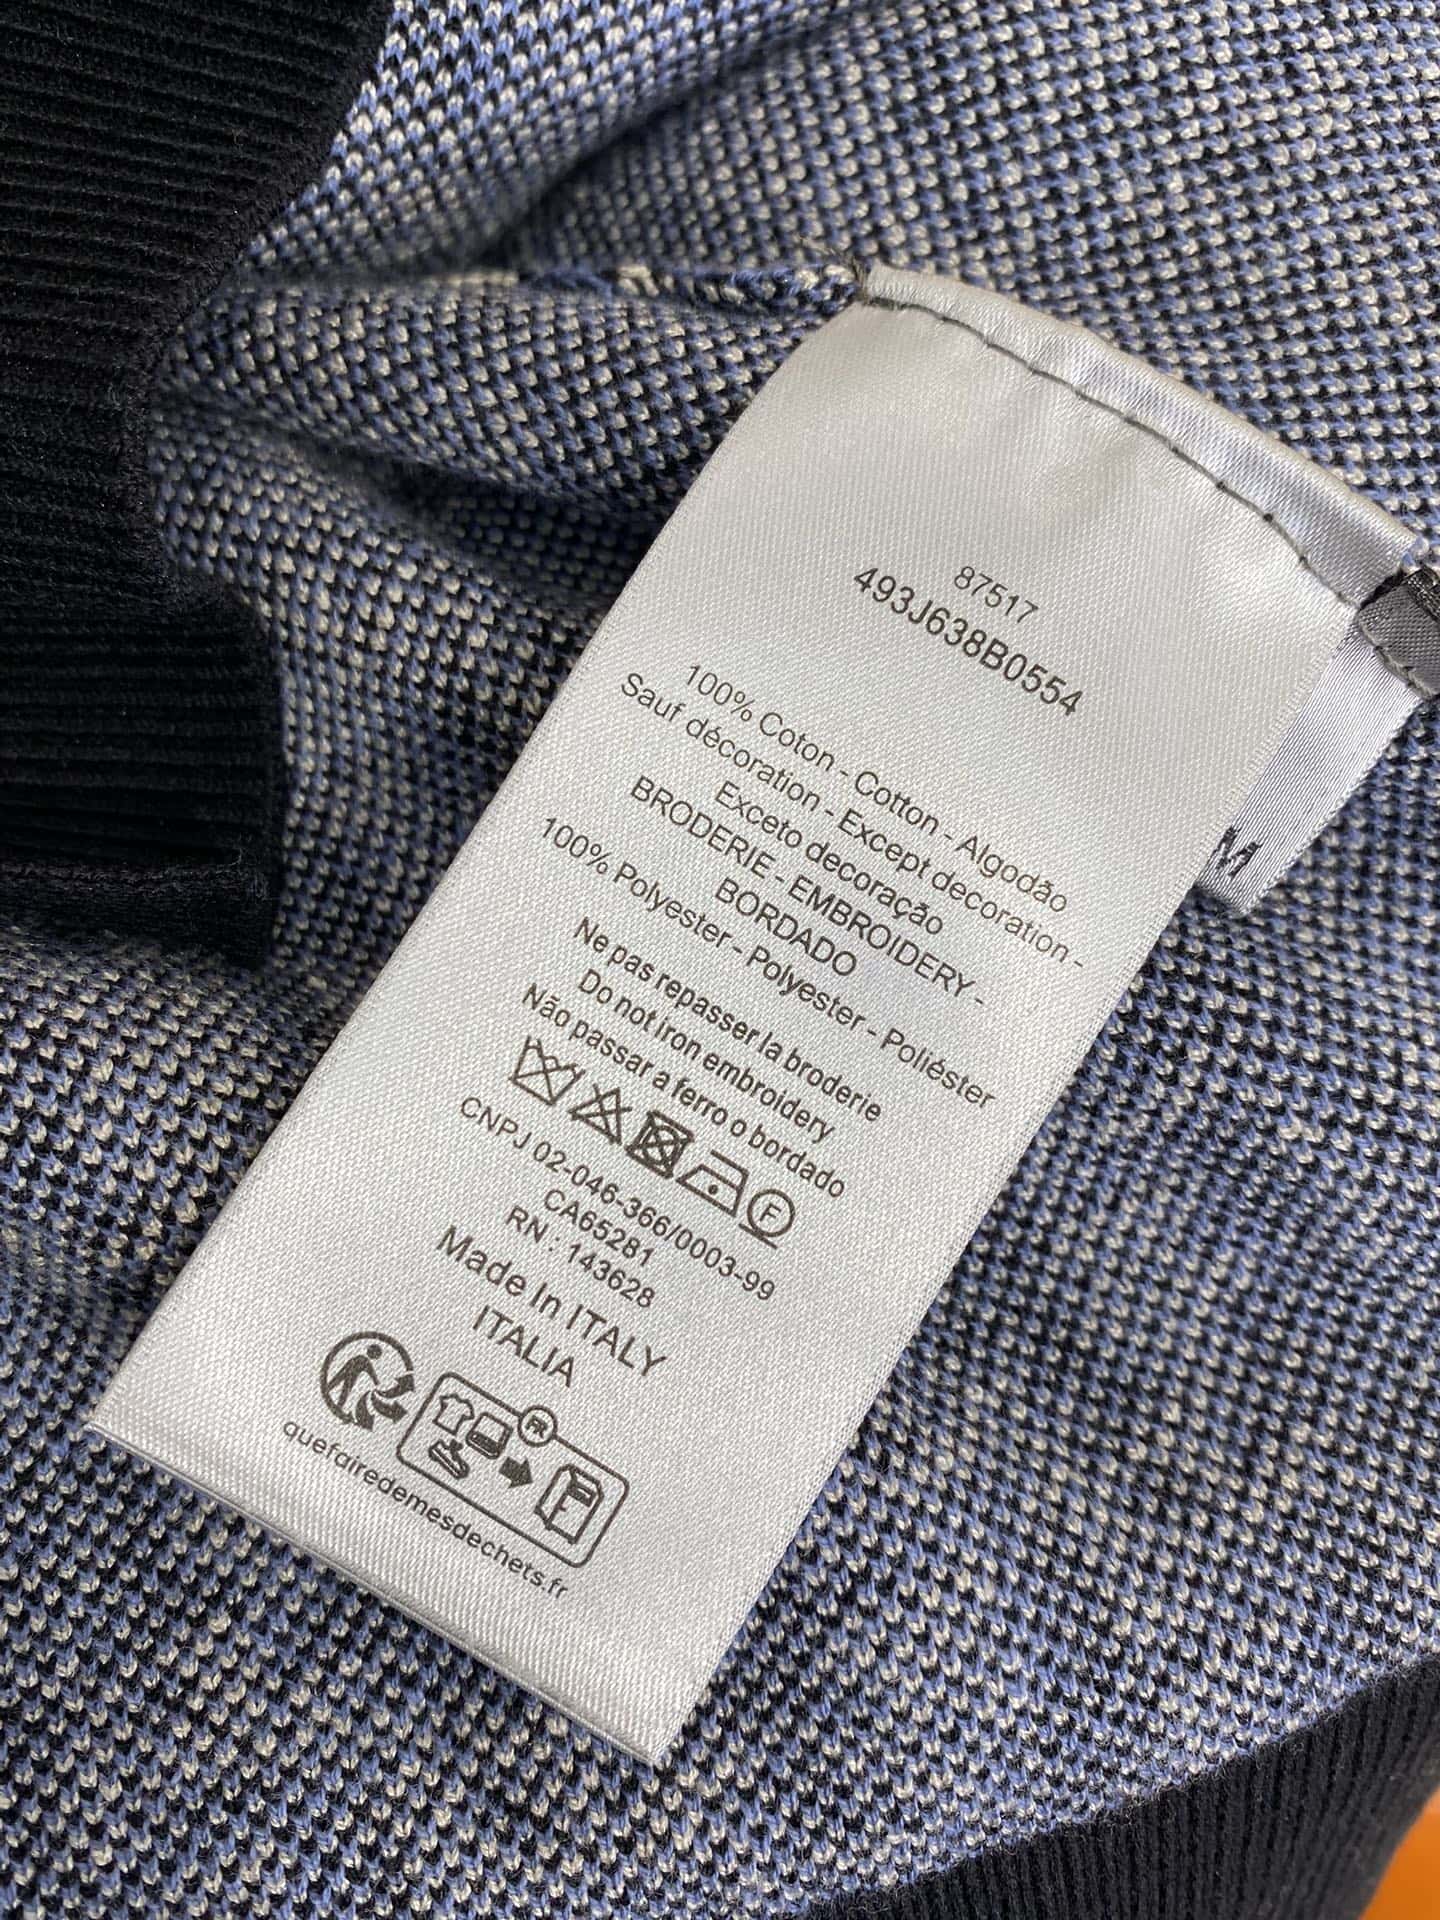 87517
493J638B0554
100% Coton - Cotton - Algodão
Sauf décoration - Except decoration -
Exceto decoração
BRODERIE - EMBROIDERY -
BORDADO
100% Polyester - Polyester - Poliéster
Ne pas repasser la broderie
Do not iron embroidery
Não passar a ferro o bordado
F
CNPJ 02-046-366/0003-99
CA65281
RN : 143628
Made In ITALY
ITALIA
FR
quefairedemesdechets.fr
M